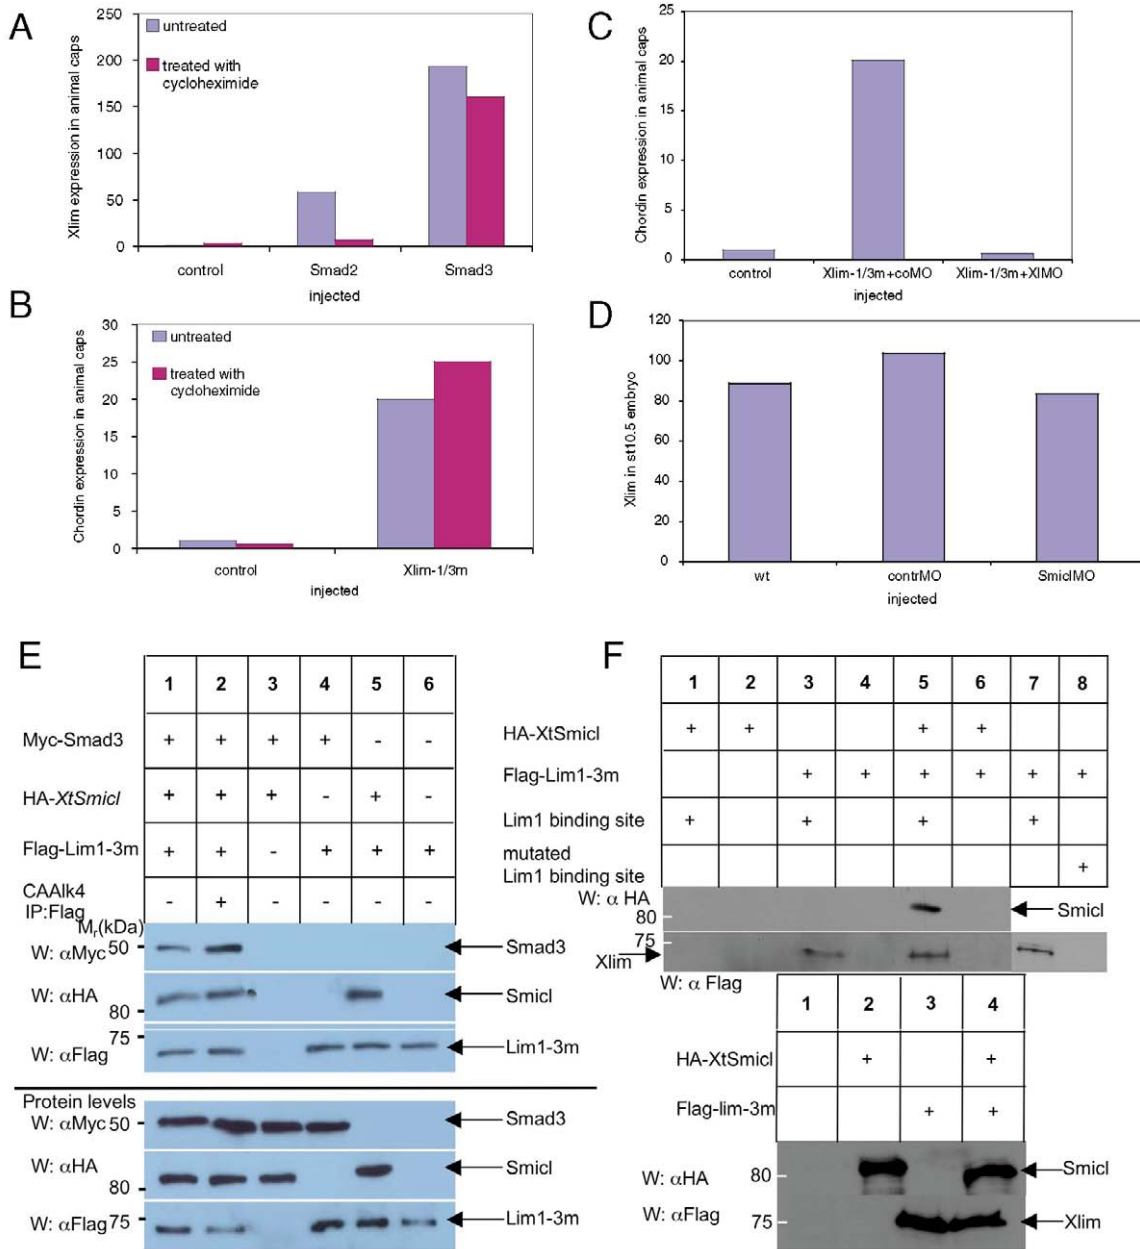 A
Xlim expression in animal caps
250
200
150
100
50
0
untreated
treated with
cycloheximide
control
Smad2
Smad3
injected
B
Chordin expression in animal caps
30
25
20
15
10
5
0
untreated
treated with
cycloheximide
control
Xlim-1/3m
injected
C
Chordin expression in animal caps
25
20
15
10
5
0
control
Xlim-1/3m+coMO
Xlim-1/3m+XlMO
injected
D
Xlim in st10.5 embryo
120
100
80
60
40
20
0
wt
contrMO
SmiclMO
injected
E
1 2 3 4 5 6
Myc-Smad3 + + + + - -
HA-XtSmicl + + + - + -
Flag-Lim1-3m + + - + + +
CAAlk4 - + - - - -
IP:Flag
Mr(kDa)
W: αMyc 50 Smad3
W: αHA 80 Smicl
W: αFlag 75 Lim1-3m
Protein levels
W: αMyc 50 Smad3
W: αHA 80 Smicl
W: αFlag 75 Lim1-3m
F
1 2 3 4 5 6 7 8
HA-XtSmicl + + + +
Flag-Lim1-3m + + + + + +
Lim1 binding site + + + +
mutated
Lim1 binding site +
W: α HA
80 Smicl
75
Xlim
W: α Flag
1 2 3 4
HA-XtSmicl + +
Flag-lim-3m + +
W: αHA 80 Smicl
W: αFlag 75 Xlim